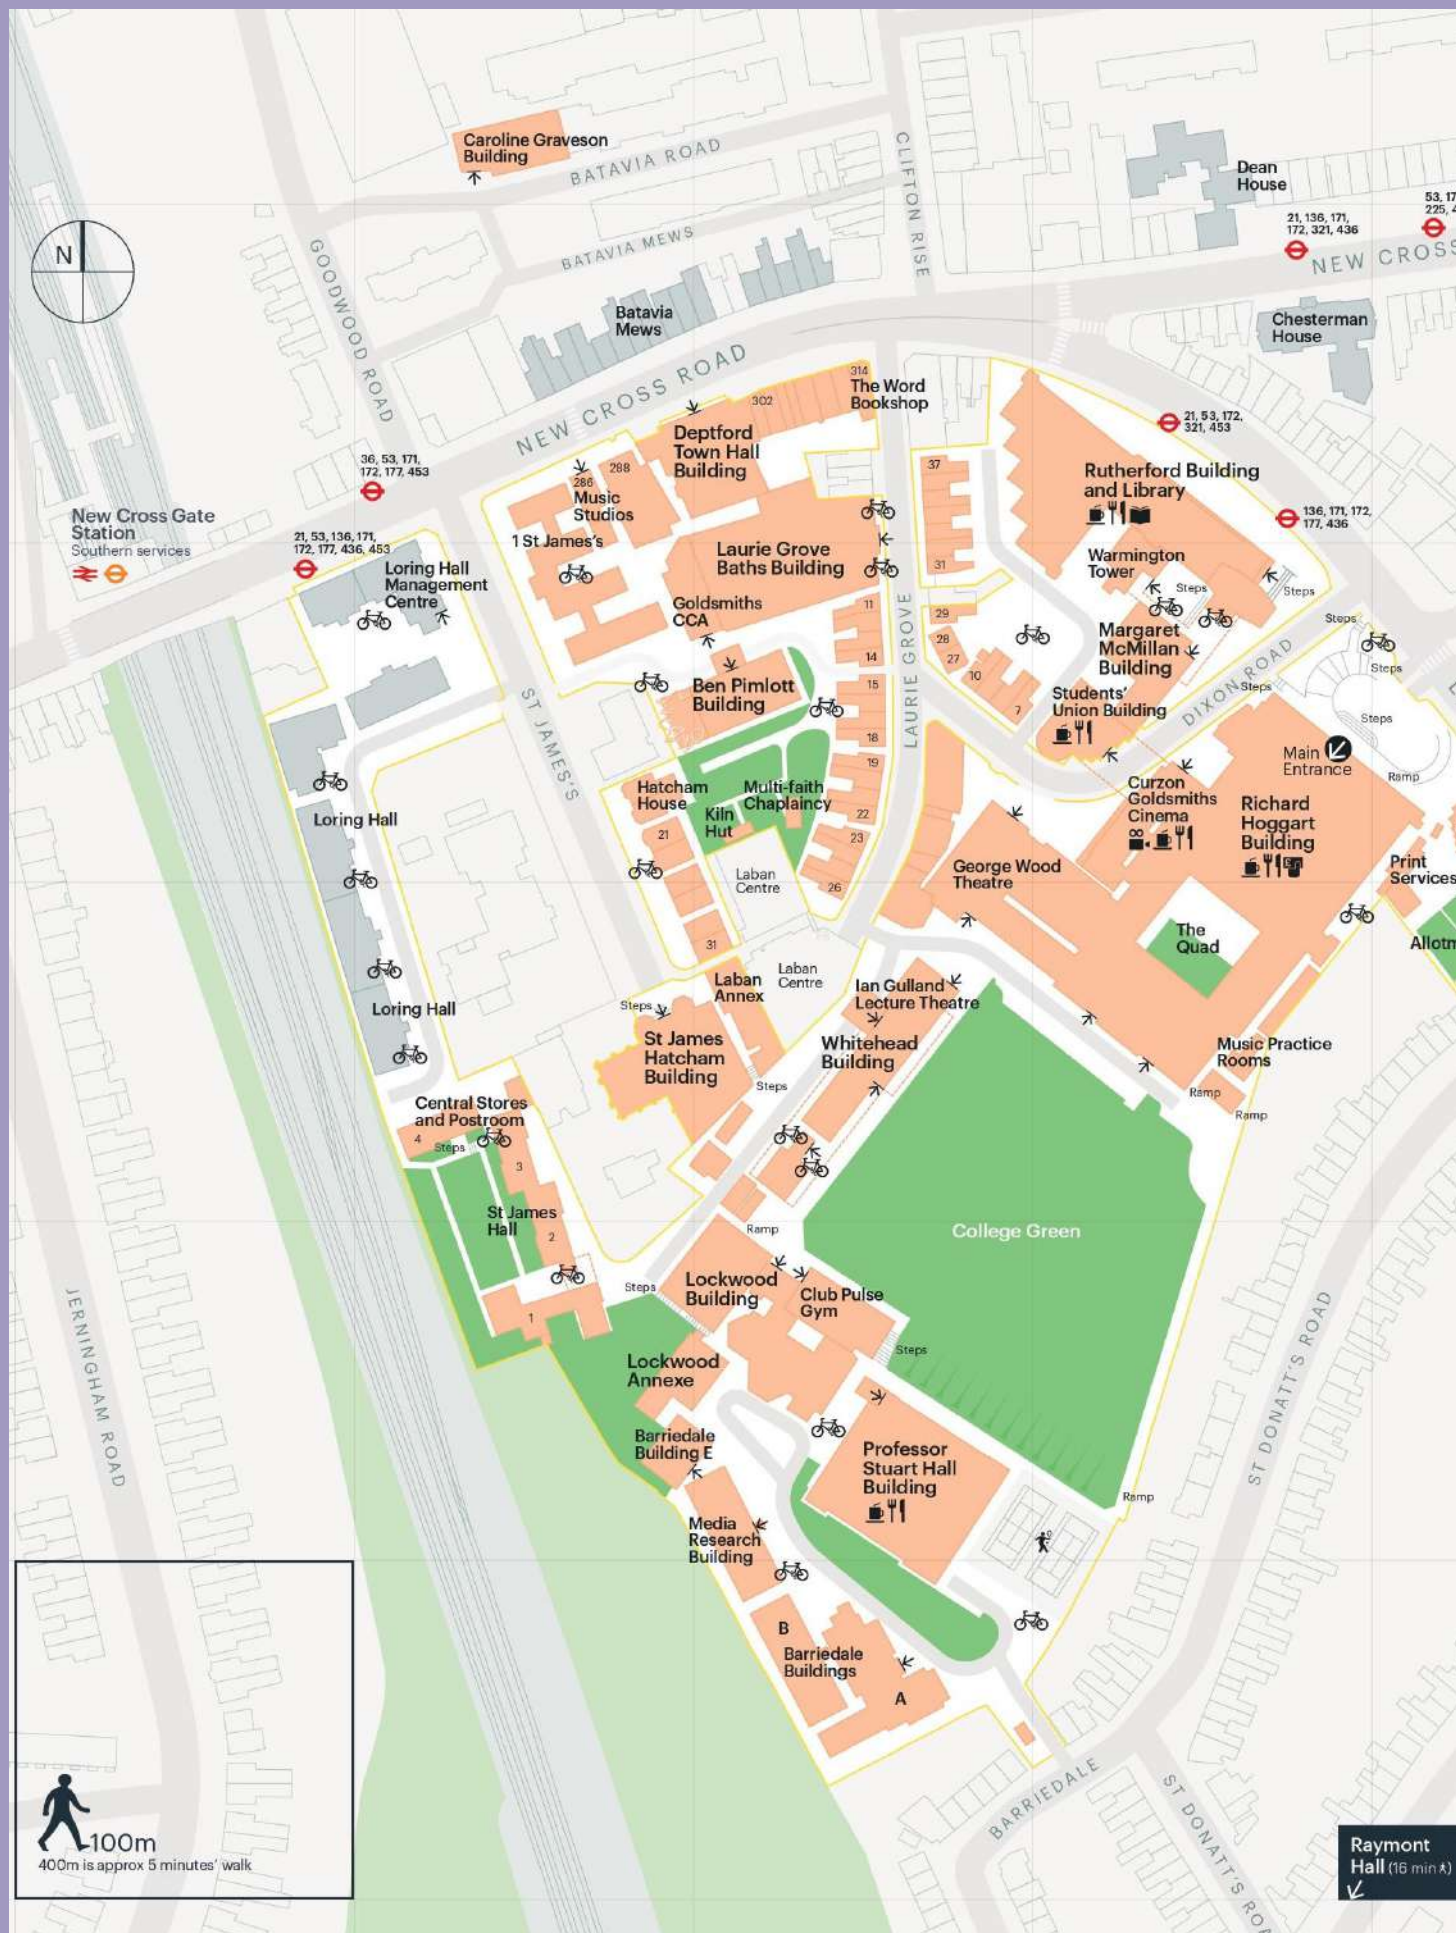 Caroline Graveson
Building
BATAVIA ROAD
CLIFTON RISE
Dean
House
53, 17
225, 4
21, 136, 171,
172, 321, 436
NEW CROSS
N
GOODWOOD ROAD
BATAVIA MEWS
Batavia
Mews
Chesterman
House
NEW CROSS ROAD
314
The Word
Bookshop
302
21, 53, 172,
321, 453
Deptford
Town Hall
Building
36, 53, 171,
172, 177, 453
288
286
Music
Studios
37
Rutherford Building
and Library
New Cross Gate
Station
Southern services
21, 53, 136, 171,
172, 177, 436, 453
136, 171, 172,
177, 436
1 St James's
Laurie Grove
Baths Building
31
Warmington
Tower
Steps
Steps
Loring Hall
Management
Centre
Goldsmiths
CCA
11
14
LAURIE GROVE
29
28
27
10
7
Margaret
McMillan
Building
Steps
Steps
DIXON ROAD
Steps
Steps
Students'
Union Building
Ben Pimlott
Building
15
18
ST JAMES'S
Main
Entrance
Ramp
Hatcham
House
Multi-faith
Chaplaincy
Kiln
Hut
19
22
23
26
21
Curzon
Goldsmiths
Cinema
Richard
Hoggart
Building
Loring Hall
Laban
Centre
George Wood
Theatre
Print
Services
31
The
Quad
Allotm
Laban
Annex
Laban
Centre
Ian Gulland
Lecture Theatre
Loring Hall
Steps
St James
Hatcham
Building
Whitehead
Building
Music Practice
Rooms
Steps
Ramp
Ramp
Central Stores
and Postroom
4
Steps
3
St James
Hall
2
College Green
Ramp
Steps
Lockwood
Building
Club Pulse
Gym
1
Steps
JERNINGHAM ROAD
Lockwood
Annexe
ST DONATT'S ROAD
Barriedale
Building E
Professor
Stuart Hall
Building
Ramp
Media
Research
Building
B
Barriedale
Buildings
A
BARRIEDALE
ST DONATT'S ROA
100m
400m is approx 5 minutes' walk
Raymont
Hall (16 min)